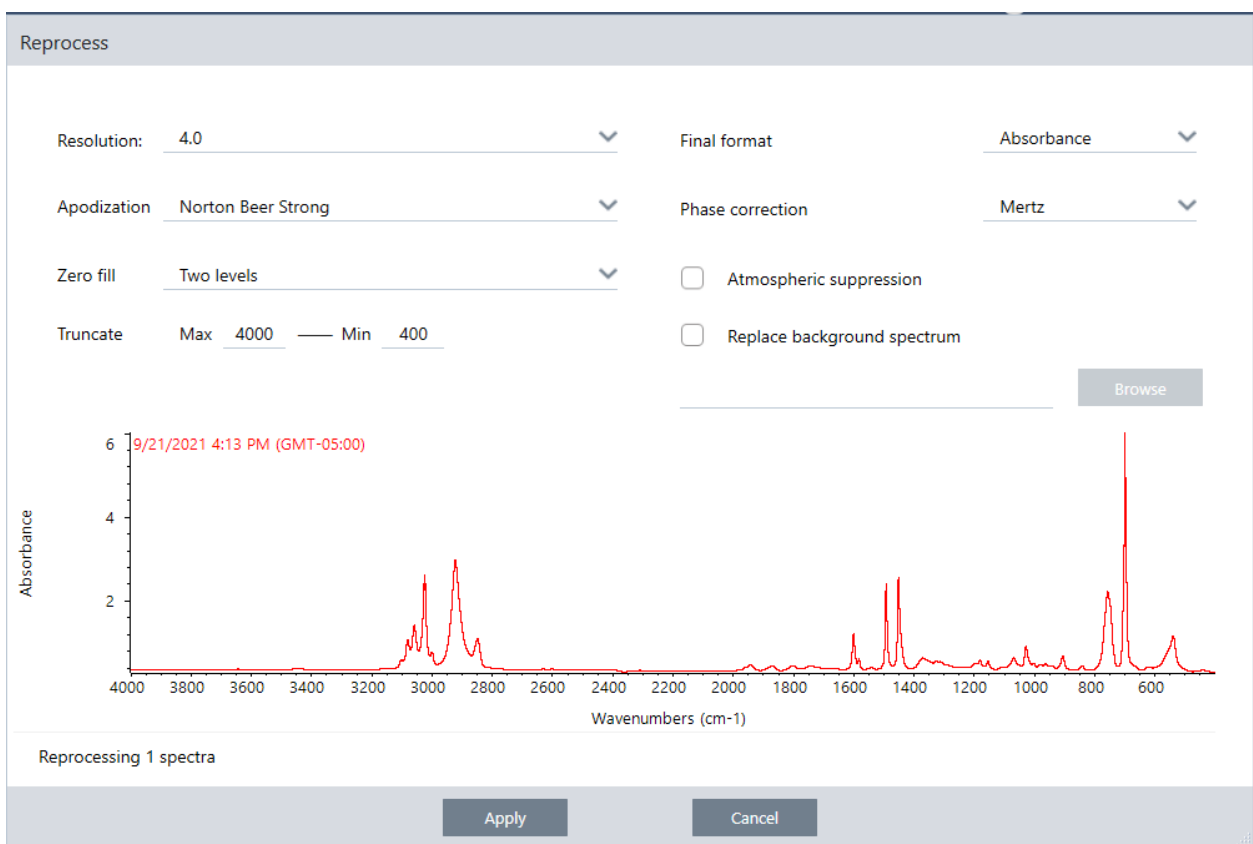 Reprocess
Resolution: 4.0
Final format Absorbance
Apodization Norton Beer Strong
Phase correction Mertz
Zero fill Two levels
Atmospheric suppression
Truncate Max 4000 — Min 400
Replace background spectrum
Browse
9/21/2021 4:13 PM (GMT-05:00)
6
4
2
Absorbance
4000 3800 3600 3400 3200 3000 2800 2600 2400 2200 2000 1800 1600 1400 1200 1000 800 600
Wavenumbers (cm-1)
Reprocessing 1 spectra
Apply Cancel